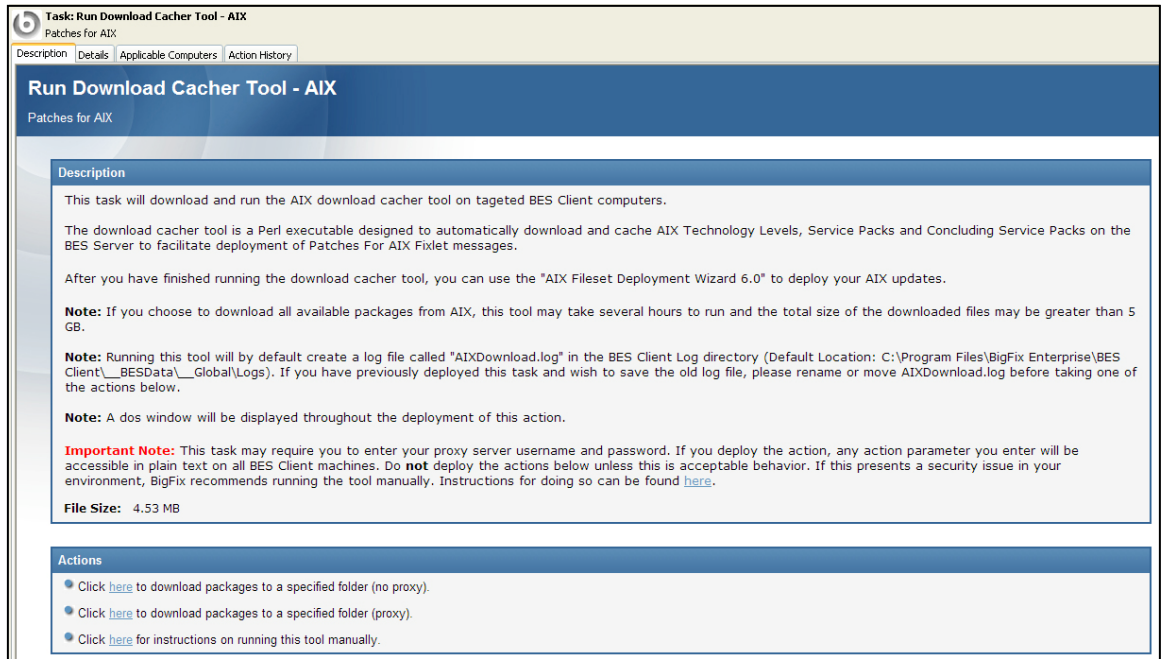 Task: Run Download Cacher Tool - AIX
Patches for AIX
Description Details Applicable Computers Action History
Run Download Cacher Tool - AIX
Patches for AIX
Description
This task will download and run the AIX download cacher tool on tageted BES Client computers.
The download cacher tool is a Perl executable designed to automatically download and cache AIX Technology Levels, Service Packs and Concluding Service Packs on the
BES Server to facilitate deployment of Patches For AIX Fixlet messages.
After you have finished running the download cacher tool, you can use the "AIX Fileset Deployment Wizard 6.0" to deploy your AIX updates.
Note: If you choose to download all available packages from AIX, this tool may take several hours to run and the total size of the downloaded files may be greater than 5
GB.
Note: Running this tool will by default create a log file called "AIXDownload.log" in the BES Client Log directory (Default Location: C:\Program Files\BigFix Enterprise\BES
Client\__BESData\__Global\Logs). If you have previously deployed this task and wish to save the old log file, please rename or move AIXDownload.log before taking one of
the actions below.
Note: A dos window will be displayed throughout the deployment of this action.
Important Note: This task may require you to enter your proxy server username and password. If you deploy the action, any action parameter you enter will be
accessible in plain text on all BES Client machines. Do not deploy the actions below unless this is acceptable behavior. If this presents a security issue in your
environment, BigFix recommends running the tool manually. Instructions for doing so can be found here.
File Size: 4.53 MB
Actions
Click here to download packages to a specified folder (no proxy).
Click here to download packages to a specified folder (proxy).
Click here for instructions on running this tool manually.